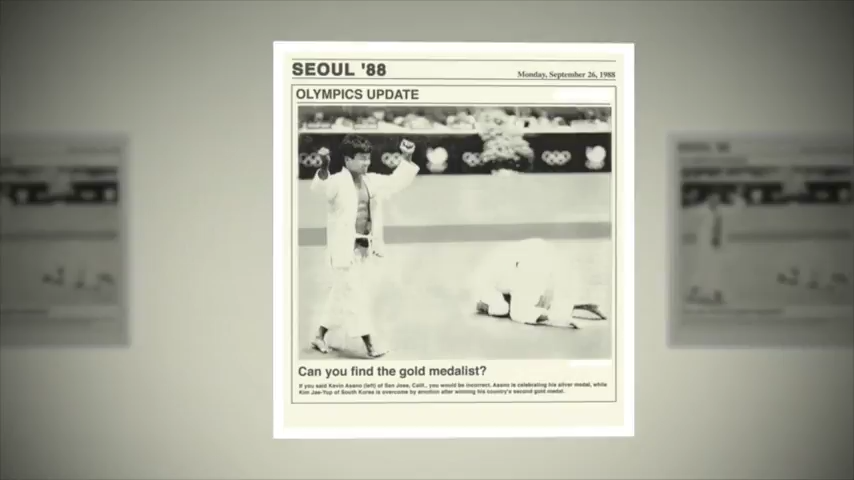 SEOUL '88
Monday, September 26, 1988
OLYMPICS UPDATE
Can you find the gold medalist?
If you said Kevin Asano (left) of San Jose, Calif., you would be incorrect. Asano is celebrating his silver medal, while
Kim Jae-Yup of South Korea is overcome by emotion after winning his country's second gold medal.